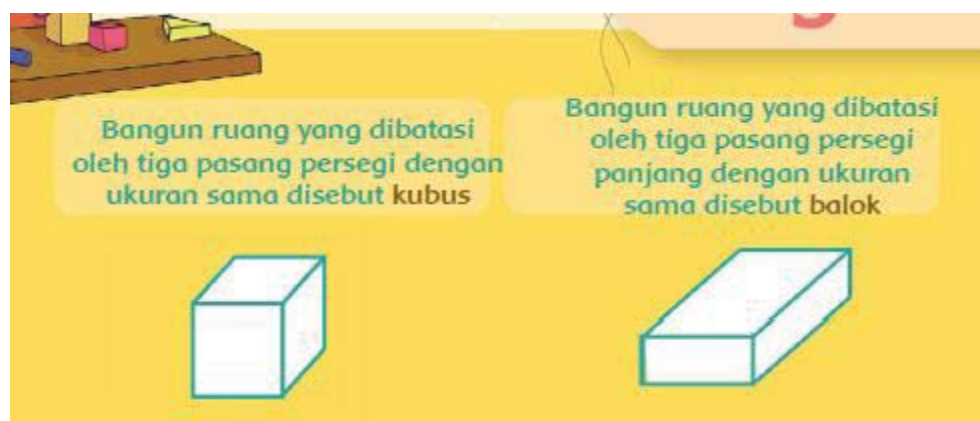 Bangun ruang yang dibatasi
oleh tiga pasang persegi dengan
ukuran sama disebut kubus
Bangun ruang yang dibatasi
oleh tiga pasang persegi
panjang dengan ukuran
sama disebut balok